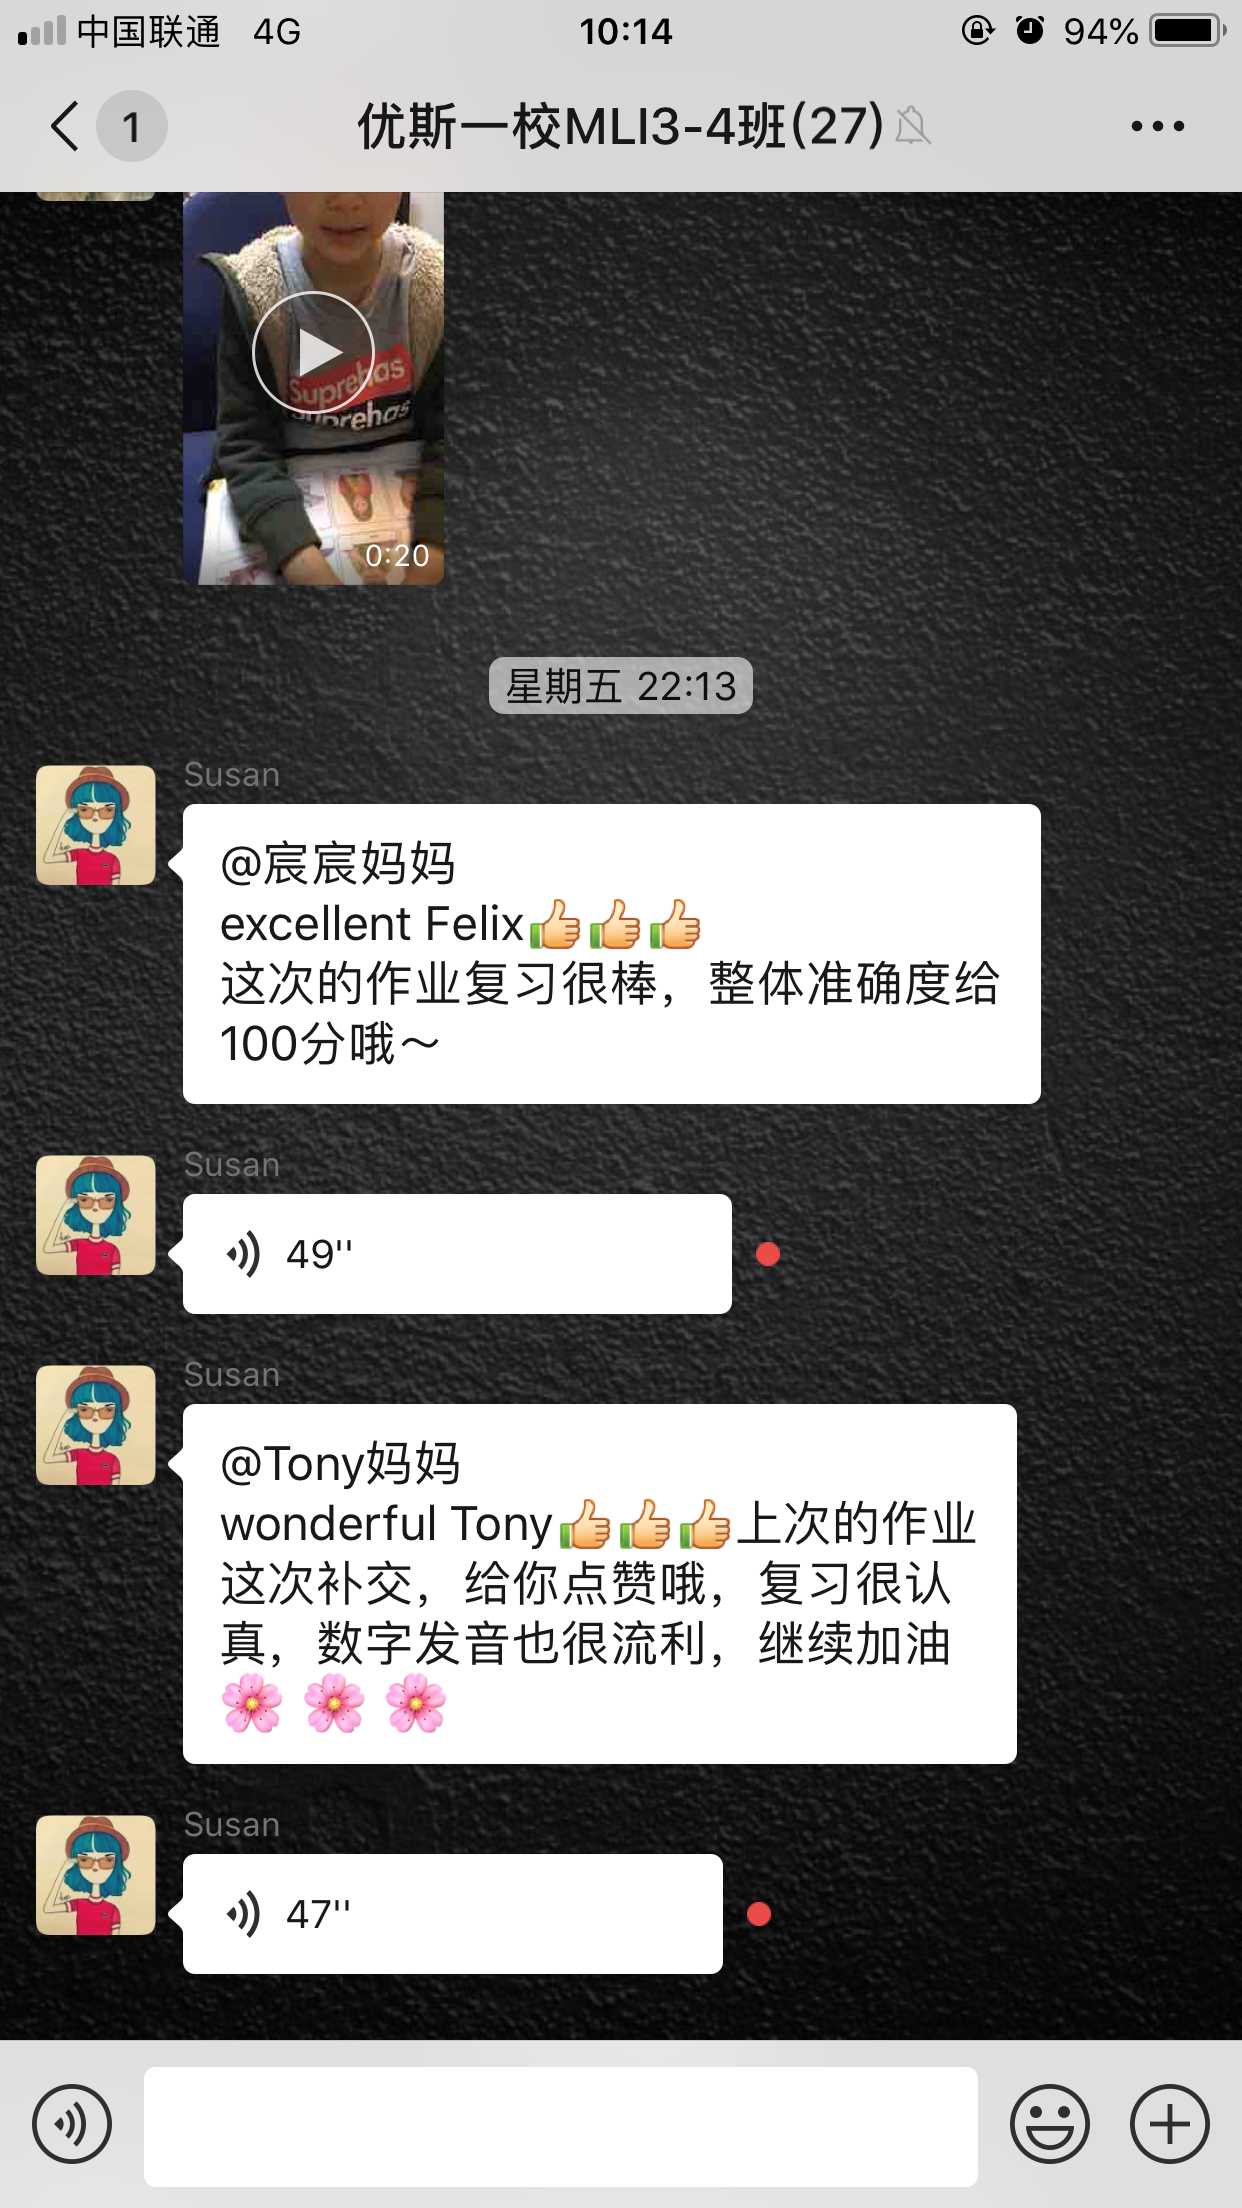 中国联通 4G 10:14 94%
1 优斯一校MLI3-4班(27)
Suprehas
Suprehas
0:20
星期五 22:13
Susan
@宸宸妈妈
excellent Felix👍👍👍
这次的作业复习很棒，整体准确度给
100分哦～
Susan
49''
Susan
@Tony妈妈
wonderful Tony👍👍👍上次的作业
这次补交，给你点赞哦，复习很认
真，数字发音也很流利，继续加油
🌸🌸🌸
Susan
47''